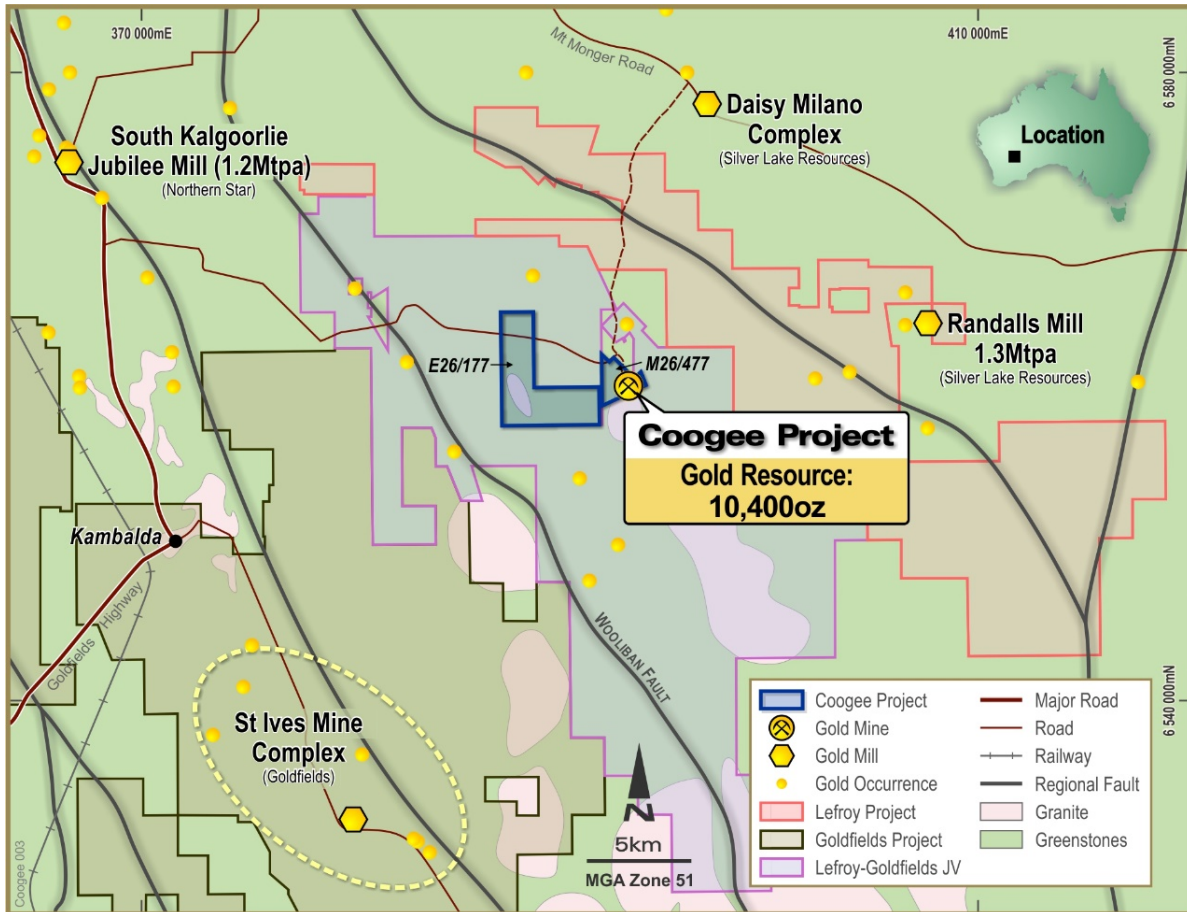 370 000mE
410 000mE
6 580 000mN
Mt Monger Road
Daisy Milano
Complex
(Silver Lake Resources)
Location
South Kalgoorlie
Jubilee Mill (1.2Mtpa)
(Northern Star)
Randalls Mill
1.3Mtpa
(Silver Lake Resources)
E26/177
M26/477
Coogee Project
Gold Resource:
10,400oz
Kambalda
Goldfields Highway
WOOLIBAN FAULT
St Ives Mine
Complex
(Goldfields)
6 540 000mN
N
5km
MGA Zone 51
Coogee Project
Gold Mine
Gold Mill
Gold Occurrence
Lefroy Project
Goldfields Project
Lefroy-Goldfields JV
Major Road
Road
Railway
Regional Fault
Granite
Greenstones
Coogee 003